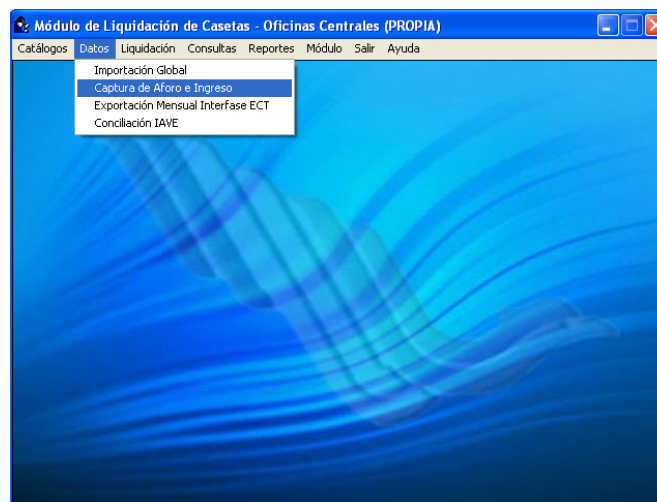 Módulo de Liquidación de Casetas - Oficinas Centrales (PROPIA)
Catálogos Datos Liquidación Consultas Reportes Módulo Salir Ayuda
Importación Global
Captura de Aforo e Ingreso
Exportación Mensual Interfase ECT
Conciliación IAVE